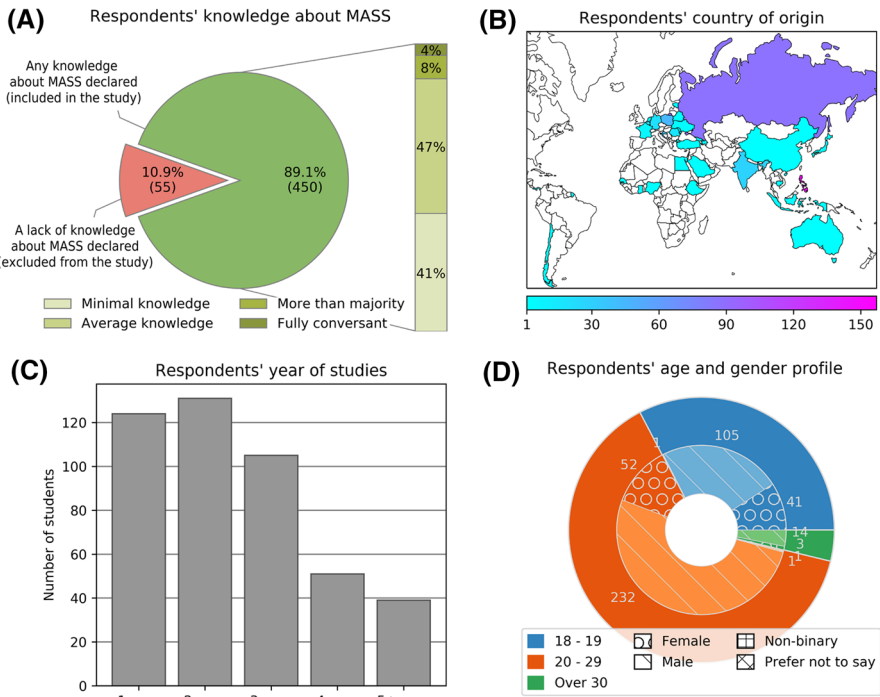 (A) Respondents' knowledge about MASS
Any knowledge
about MASS declared
(included in the study)
10.9%
(55)
89.1%
(450)
A lack of knowledge
about MASS declared
(excluded from the study)
4%
8%
47%
41%
Minimal knowledge
More than majority
Average knowledge
Fully conversant
(B) Respondents' country of origin
1 30 60 90 120 150
(C) Respondents' year of studies
Number of students
120
100
80
60
40
20
0
(D) Respondents' age and gender profile
1
105
52
41
14
3
1
1
232
18 - 19
20 - 29
Over 30
Female
Male
Non-binary
Prefer not to say